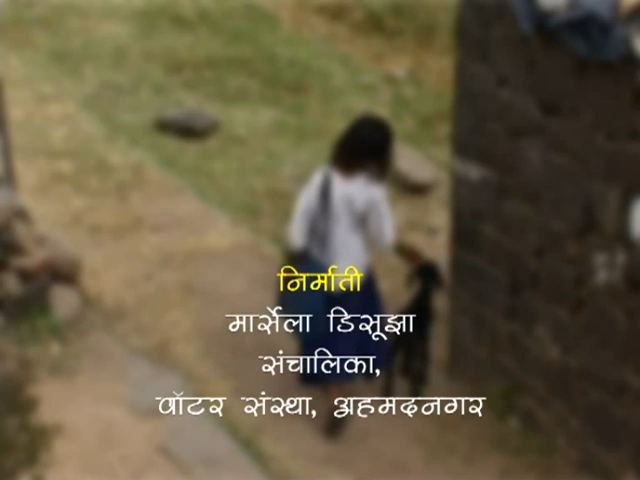 निर्माती
मार्सेला डिसूझा
संचालिका,
वॉटर संस्था, अहमदनगर